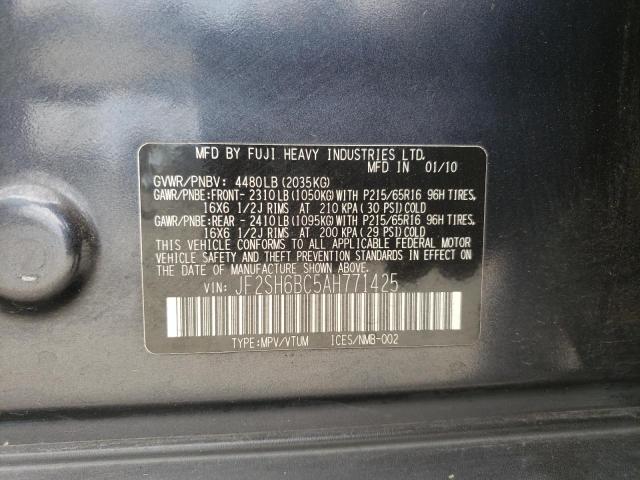 MFD BY FUJI HEAVY INDUSTRIES LTD.
MFD IN 01/10
GVWR/PNBV: 4480LB (2035KG)
GAWR/PNBE:FRONT- 2310LB (1050KG) WITH P215/65R16 96H TIRES,
16X6 1/2J RIMS AT 210 KPA ( 30 PSI) COLD
GAWR/PNBE:REAR - 2410LB (1095KG) WITH P215/65R16 96H TIRES,
16X6 1/2J RIMS AT 200 KPA ( 29 PSI) COLD
THIS VEHICLE CONFORMS TO ALL APPLICABLE FEDERAL MOTOR
VEHICLE SAFETY AND THEFT PREVENTION STANDARDS IN EFFECT ON
THE DATE OF MANUFACTURE SHOWN ABOVE.
VIN: JF2SH6BC5AH771425
TYPE:MPV/VTUM ICES/NMB-002